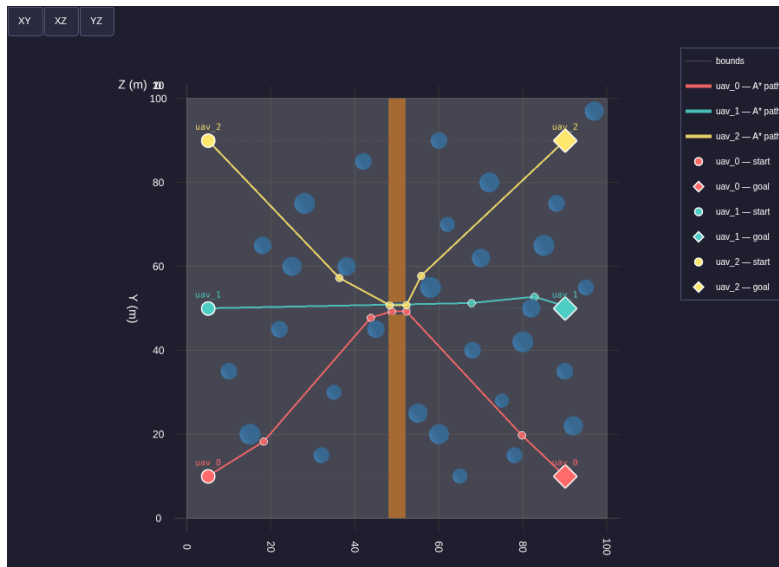 XY XZ YZ
Z (m)
100
uav_2 uav_2
80
60
uav_1 uav_1
Y (m)
40
20
uav_0 uav_0
0
0 20 40 60 80 100
bounds
uav_0 — A* path
uav_1 — A* path
uav_2 — A* path
uav_0 — start
uav_0 — goal
uav_1 — start
uav_1 — goal
uav_2 — start
uav_2 — goal